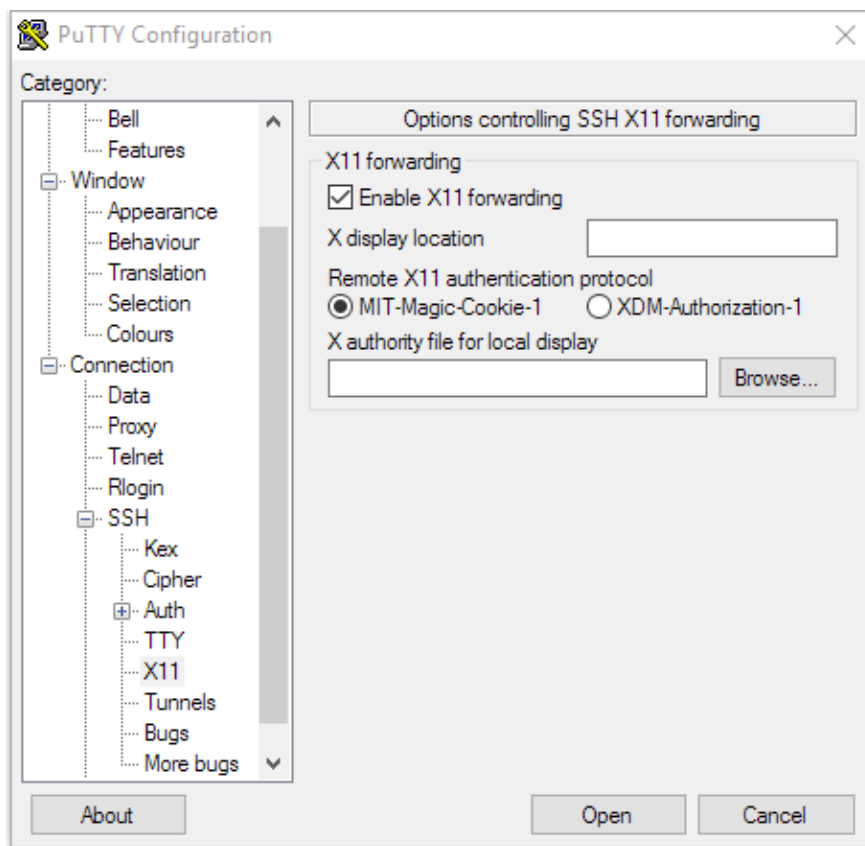 PuTTY Configuration
Category:
Bell
Features
Window
Appearance
Behaviour
Translation
Selection
Colours
Connection
Data
Proxy
Telnet
Rlogin
SSH
Kex
Cipher
Auth
TTY
X11
Tunnels
Bugs
More bugs
Options controlling SSH X11 forwarding
X11 forwarding
Enable X11 forwarding
X display location
Remote X11 authentication protocol
MIT-Magic-Cookie-1 XDM-Authorization-1
X authority file for local display
Browse...
About Open Cancel